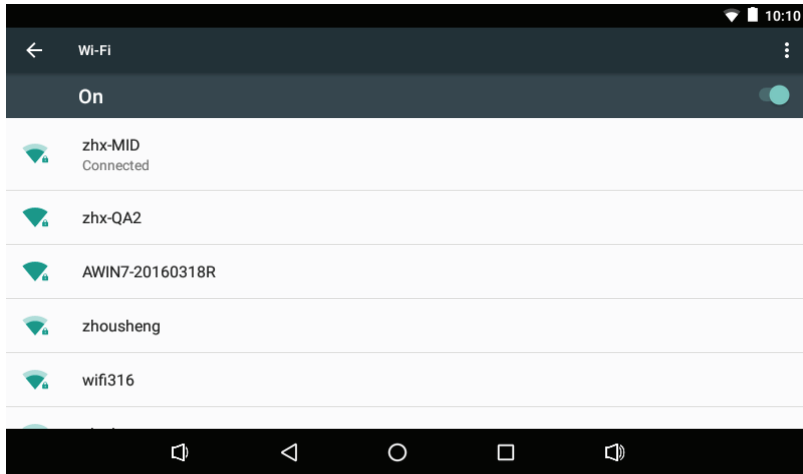 10:10
Wi-Fi
On
zhx-MID
Connected
zhx-QA2
AWIN7-20160318R
zhousheng
wifi316